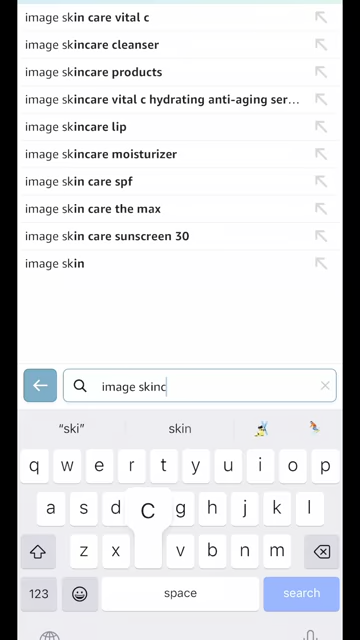 image skin care vital c
image skincare cleanser
image skincare products
image skincare vital c hydrating anti-aging ser...
image skincare lip
image skincare moisturizer
image skin care spf
image skin care the max
image skin care sunscreen 30
image skin
image skinc
"ski" skin
q w e r t y u i o p
a s d C g h j k l
z x v b n m
123 space search